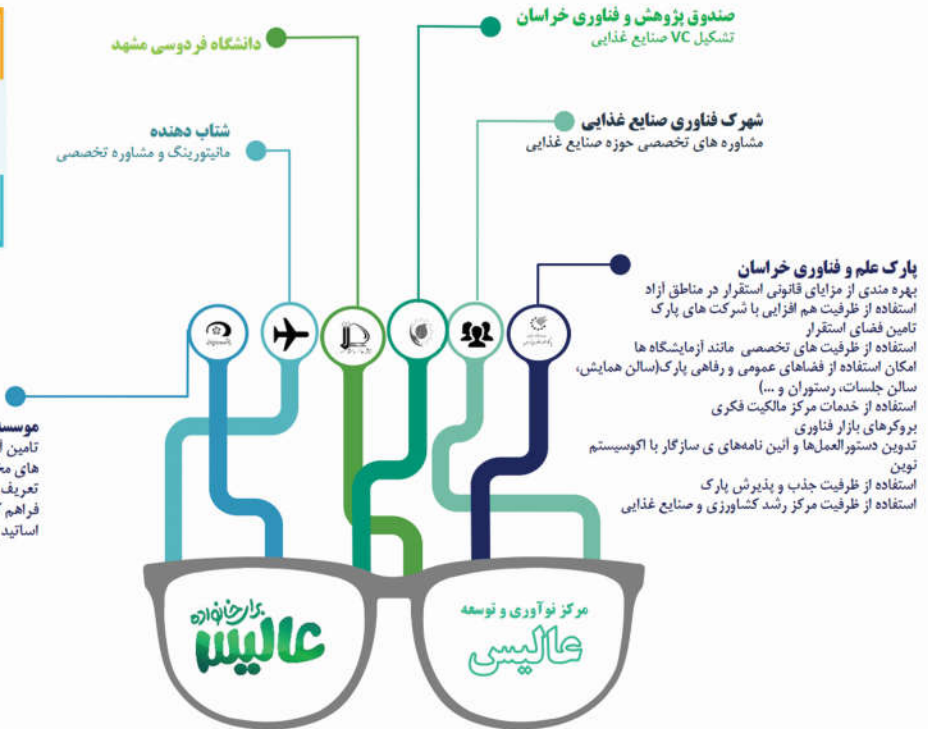 صندوق پژوهش و فناوری خراسان
تشکیل VC صنایع غذایی
دانشگاه فردوسی مشهد
شهرک فناوری صنایع غذایی
مشاوره های تخصصی حوزه صنایع غذایی
شتاب دهنده
مانیتورینگ و مشاوره تخصصی
پارک علم و فناوری خراسان
بهره مندی از مزایای قانونی استقرار در مناطق آزاد
استفاده از ظرفیت هم افزایی با شرکت های پارک
تامین فضای استقرار
استفاده از ظرفیت های تخصصی مانند آزمایشگاه ها
امکان استفاده از فضاهای عمومی و رفاهی پارک(سالن همایش،
سالن جلسات، رستوران و ...)
استفاده از خدمات مرکز مالکیت فکری
بروکرهای بازار فناوری
تدوین دستورالعمل‌ها و آئین نامه‌های ی سازگار با اکوسیستم
نوین
استفاده از ظرفیت جذب و پذیرش پارک
استفاده از ظرفیت مرکز رشد کشاورزی و صنایع غذایی
تامین
تعریف
فراهم
اساتید
مرکز نوآوری و توسعه
عالیس
برای خانواده
عالیس